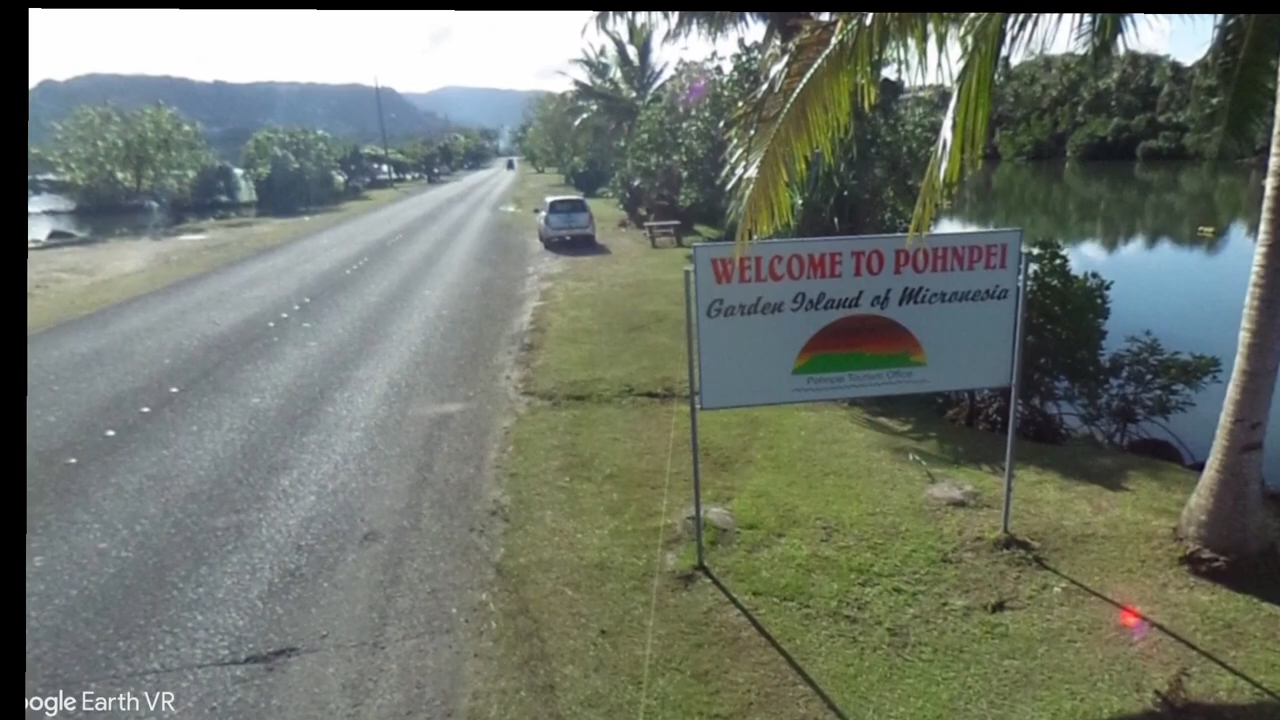 WELCOME TO POHNPEI
Garden Island of Micronesia
Pohnpei Tourism Office
oogle Earth VR